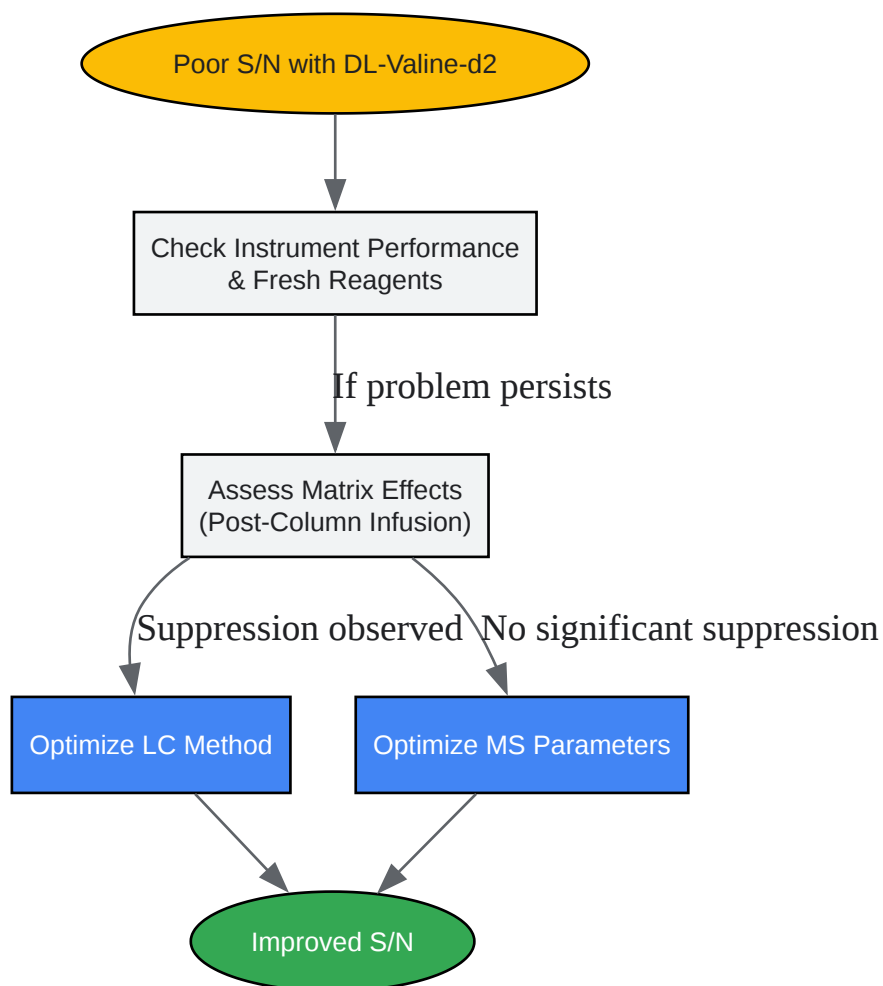 Poor S/N with DL-Valine-d2
Check Instrument Performance
& Fresh Reagents
If problem persists
Assess Matrix Effects
(Post-Column Infusion)
Suppression observed
No significant suppression
Optimize LC Method
Optimize MS Parameters
Improved S/N